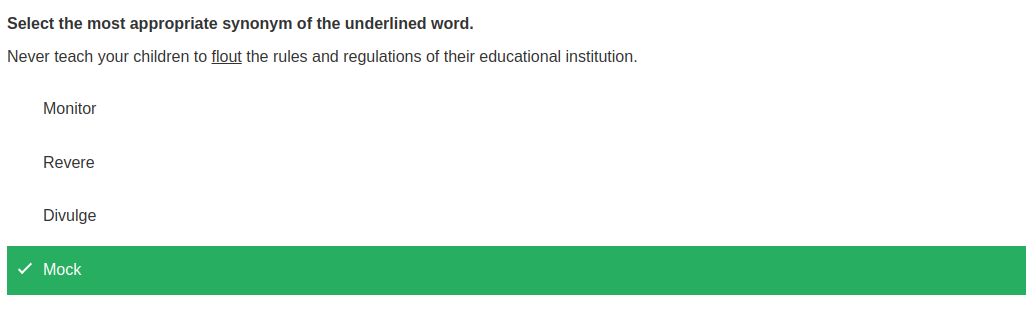 Select the most appropriate synonym of the underlined word.
Never teach your children to flout the rules and regulations of their educational institution.
Monitor
Revere
Divulge
Mock